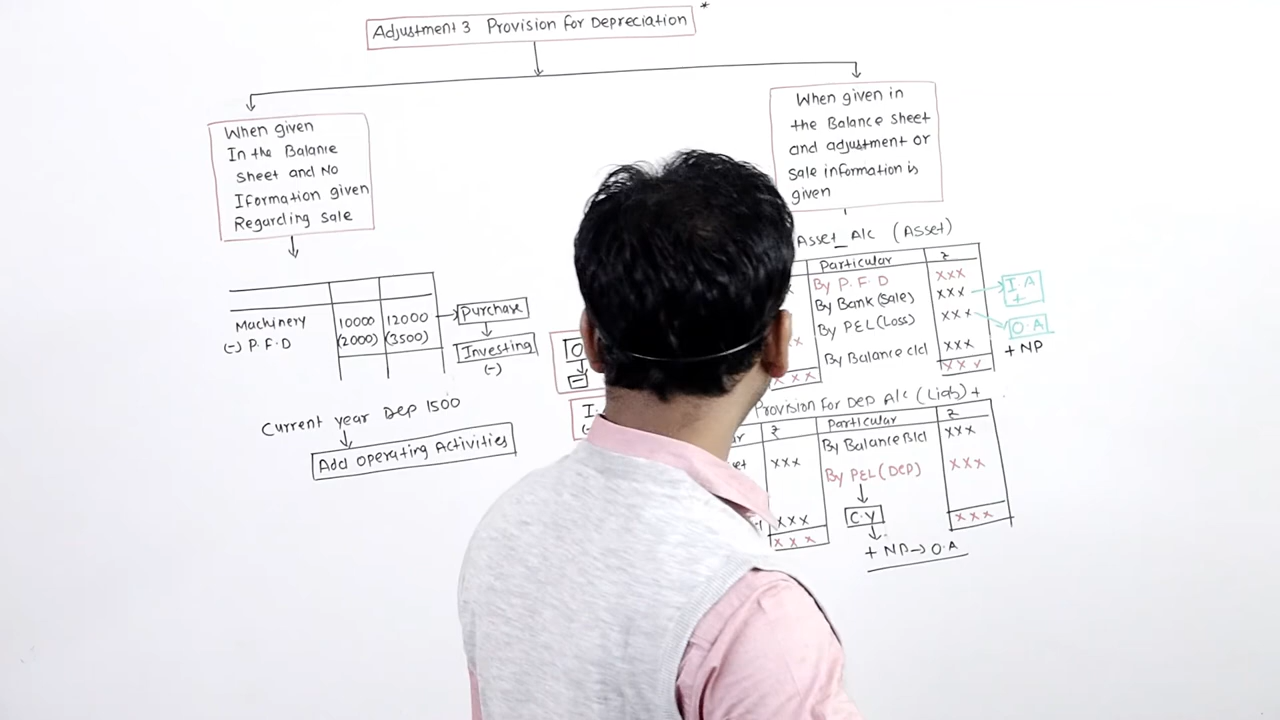 Adjustment 3 Provision for Depreciation *
When given
In the Balance
sheet and No
Iformation given
Regarding sale
Machinery 10000 12000
(-) P.F.D (2000) (3500)
Purchase
Investing
(-)
Current year Dep 1500
Add Operating Activities
When given in
the Balance sheet
and adjustment or
sale information is
given
Asset A/c (Asset)
Particular ₹
By P.F.D xxx
By Bank (Sale) xxx
By P&L (Loss) xxx
By Balance c/d xxx
xxx
I.A
+
O.A
+ NP
Provision for Dep A/c (Liab) +
₹ Particular ₹
By Balance B/d xxx
xxx By P&L (Dep) xxx
C.Y
xxx xxx
xxx
+ NP → O.A